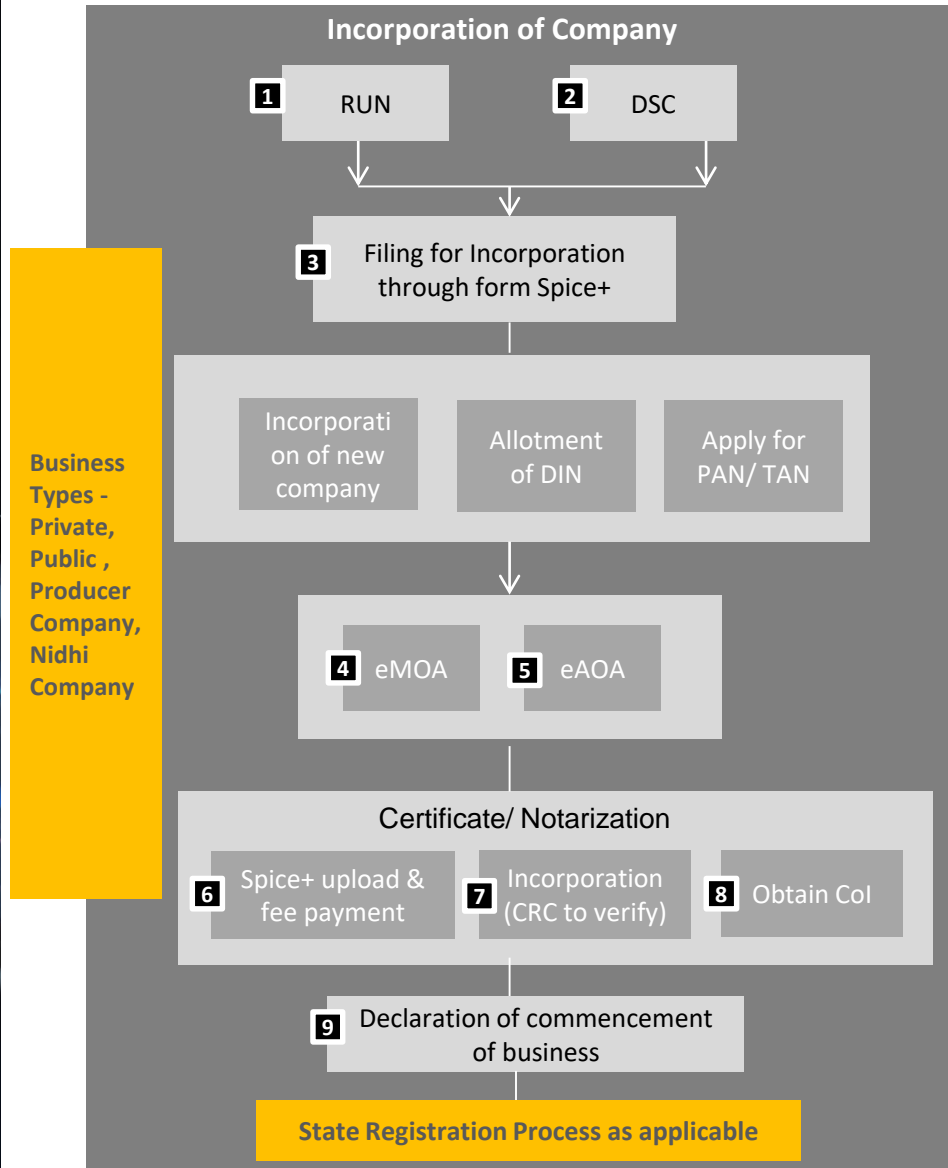 Incorporation of Company
1
RUN
2
DSC
3
Filing for Incorporation
through form Spice+
Incorporati
on of new
company
Allotment
of DIN
Apply for
PAN/ TAN
Business
Types -
Private,
Public ,
Producer
Company,
Nidhi
Company
4
eMOA
5
eAOA
Certificate/ Notarization
6
Spice+ upload &
fee payment
7
Incorporation
(CRC to verify)
8
Obtain CoI
9
Declaration of commencement
of business
State Registration Process as applicable